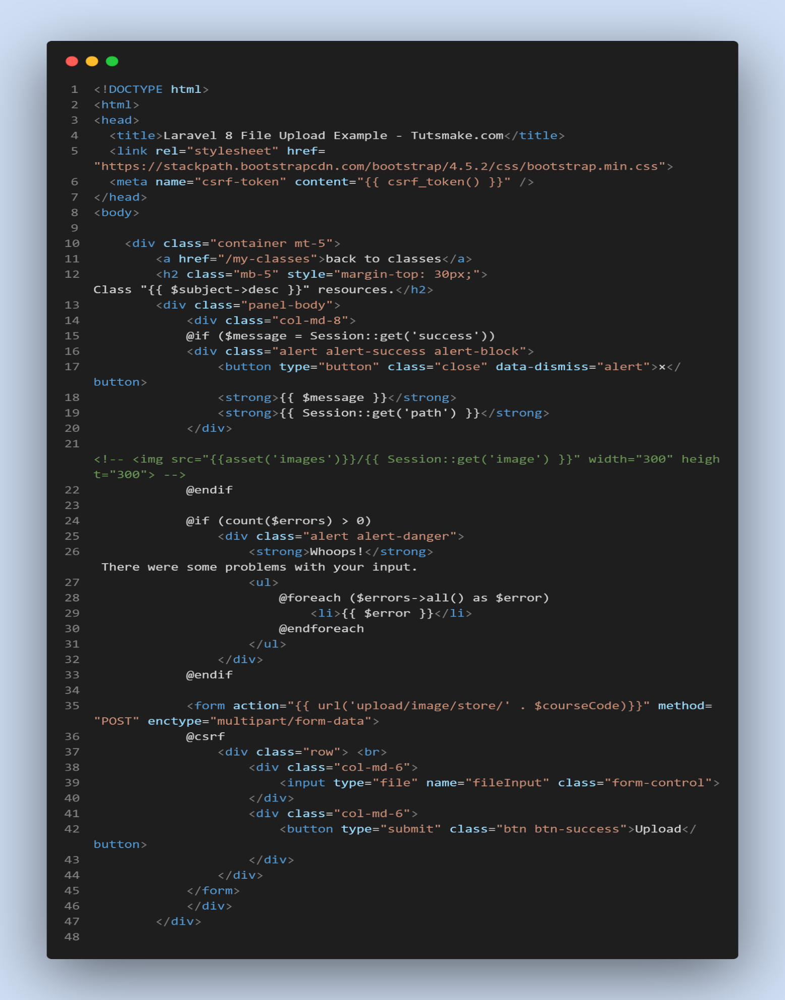 1 <!DOCTYPE html>
2 <html>
3 <head>
4   <title>Laravel 8 File Upload Example - Tutsmake.com</title>
5   <link rel="stylesheet" href=
"https://stackpath.bootstrapcdn.com/bootstrap/4.5.2/css/bootstrap.min.css">
6   <meta name="csrf-token" content="{{ csrf_token() }}" />
7 </head>
8 <body>
9
10     <div class="container mt-5">
11         <a href="/my-classes">back to classes</a>
12         <h2 class="mb-5" style="margin-top: 30px;">
Class "{{ $subject->desc }}" resources.</h2>
13         <div class="panel-body">
14             <div class="col-md-8">
15             @if ($message = Session::get('success'))
16             <div class="alert alert-success alert-block">
17                 <button type="button" class="close" data-dismiss="alert">×</
button>
18                 <strong>{{ $message }}</strong>
19                 <strong>{{ Session::get('path') }}</strong>
20             </div>
21
<!-- <img src="{{asset('images')}}/{{ Session::get('image') }}" width="300" heigh
t="300"> -->
22             @endif
23
24             @if (count($errors) > 0)
25                 <div class="alert alert-danger">
26                     <strong>Whoops!</strong>
 There were some problems with your input.
27                     <ul>
28                         @foreach ($errors->all() as $error)
29                             <li>{{ $error }}</li>
30                         @endforeach
31                     </ul>
32                 </div>
33             @endif
34
35             <form action="{{ url('upload/image/store/' . $courseCode)}}" method=
"POST" enctype="multipart/form-data">
36             @csrf
37                 <div class="row"> <br>
38                     <div class="col-md-6">
39                         <input type="file" name="fileInput" class="form-control">
40                     </div>
41                     <div class="col-md-6">
42                         <button type="submit" class="btn btn-success">Upload</
button>
43                     </div>
44                 </div>
45             </form>
46             </div>
47         </div>
48